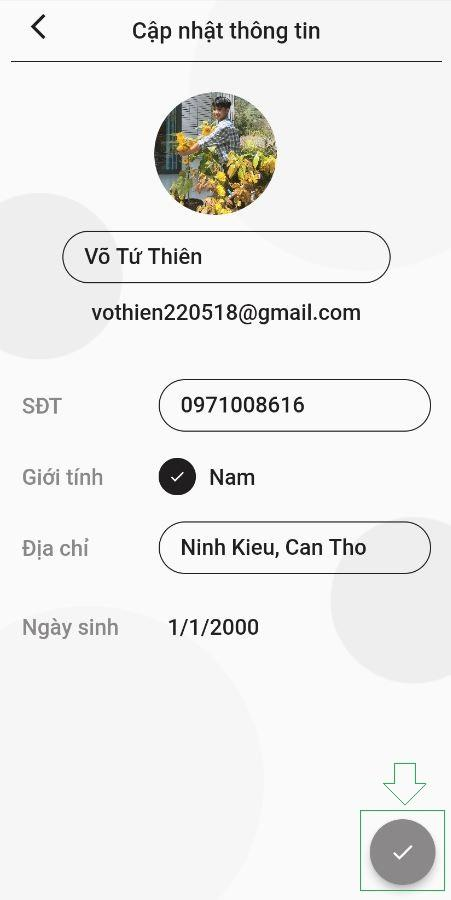 Cập nhật thông tin
Võ Tứ Thiên
vothien220518@gmail.com
SĐT 0971008616
Giới tính Nam
Địa chỉ Ninh Kieu, Can Tho
Ngày sinh 1/1/2000